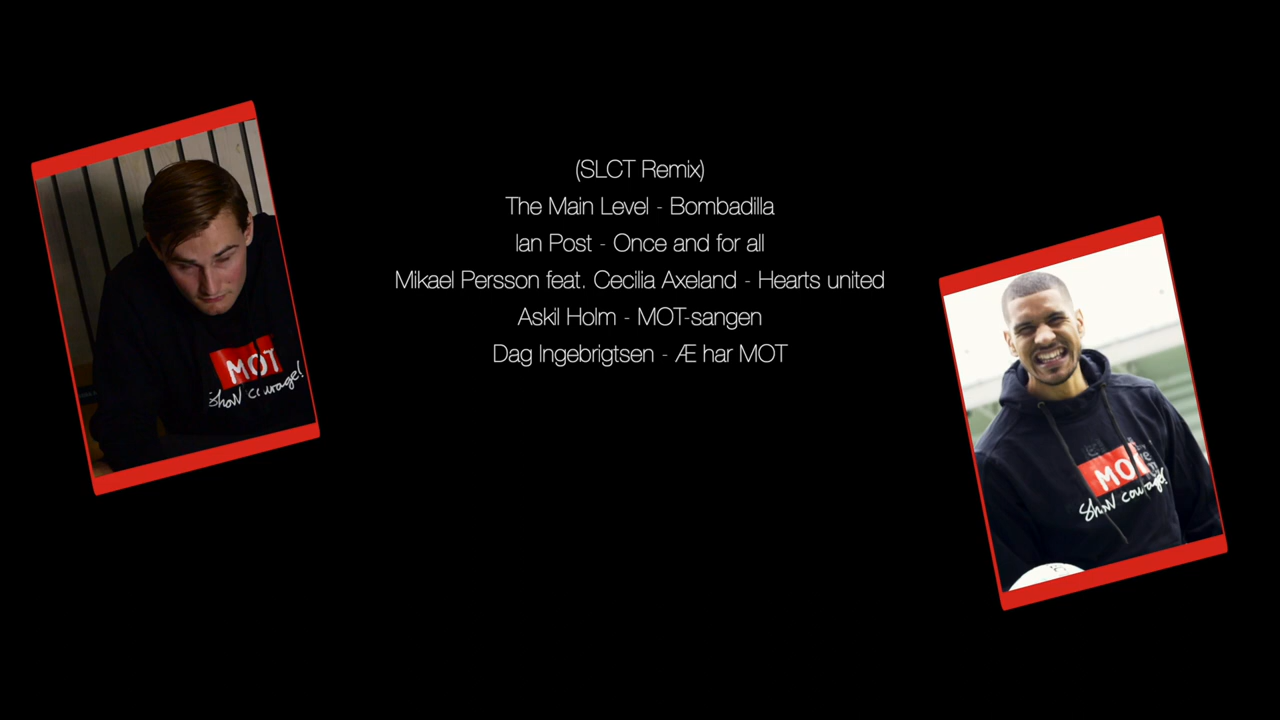 (SLCT Remix)
The Main Level - Bombadilla
Ian Post - Once and for all
Mikael Persson feat. Cecilia Axeland - Hearts united
Askil Holm - MOT-sangen
Dag Ingebrigtsen - Æ har MOT
MOT
Show courage!
MOT
Show courage!